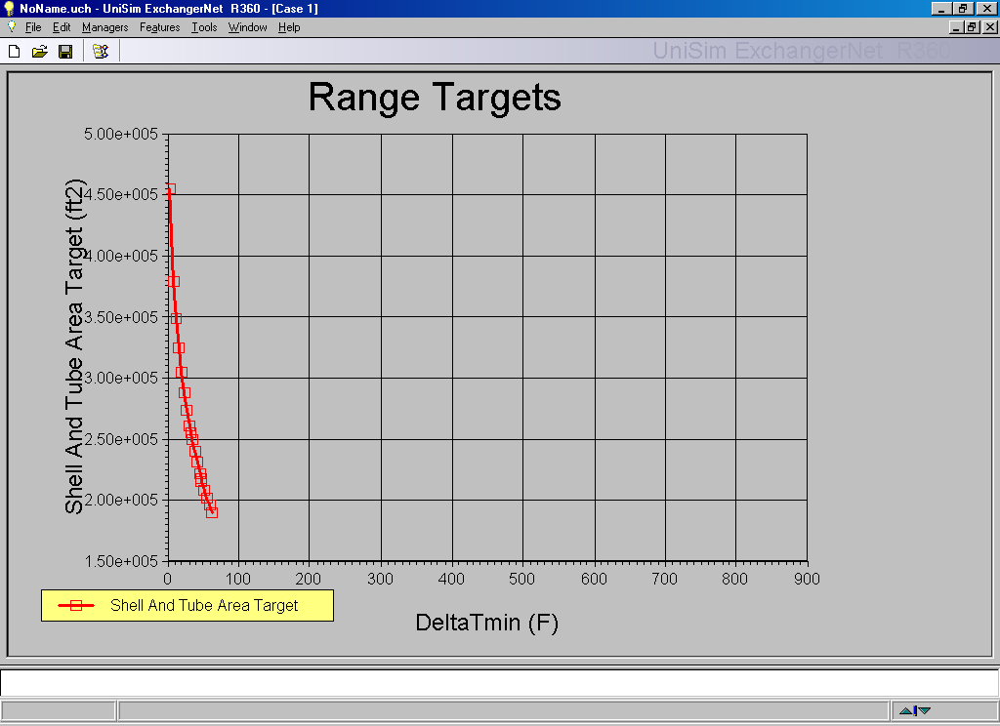 NoName.uch - UniSim ExchangerNet R360 - [Case 1]
File Edit Managers Features Tools Window Help
UniSim ExchangerNet R360
Range Targets
5.00e+005
4.50e+005
4.00e+005
3.50e+005
3.00e+005
2.50e+005
2.00e+005
1.50e+005
Shell And Tube Area Target (ft2)
0 100 200 300 400 500 600 700 800 900
Shell And Tube Area Target
DeltaTmin (F)